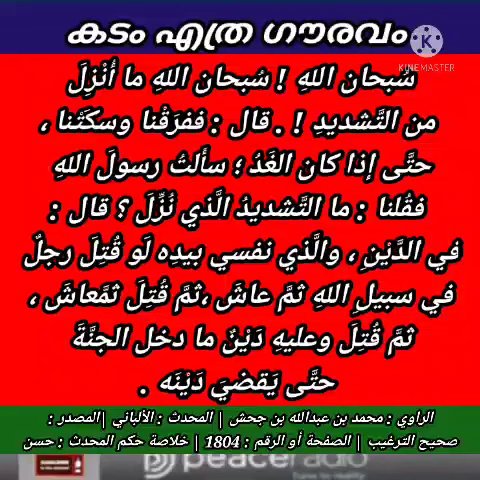 കടം എത്ര ഗൗരവം
KINEMASTER
سُبحان اللهِ ! سُبحان اللهِ ما أُنْزِلَ
من التَّشديدِ ! . قال : ففرَقْنا وسكَتْنا ،
حتَّى إذا كان الغَدُ ؛ سألتُ رسولَ اللهِ
فقُلنا : ما التَّشديدُ الَّذي نُزِّلَ ؟ قال :
في الدَّيْنِ ، والَّذي نفسي بيدِه لَو قُتِلَ رجلٌ
في سبيلِ اللهِ ثمَّ عاشَ ،ثمَّ قُتِلَ ثمَّعاشَ ،
ثمَّ قُتِلَ وعليهِ دَيْنٌ ما دخل الجنَّةَ
حتَّى يَقضيَ دَيْنَه .
الراوي : محمد بن عبدالله بن جحش | المحدث : الألباني |المصدر :
صحيح الترغيب | الصفحة أو الرقم : 1804 | خلاصة حكم المحدث : حسن
peaceradio